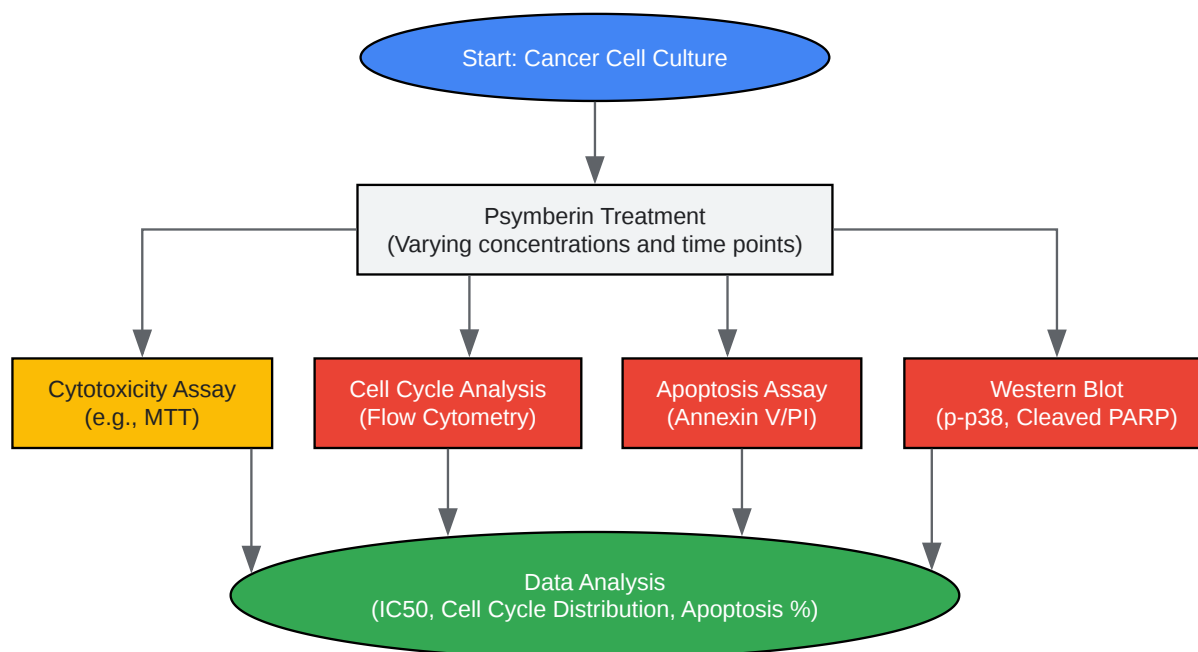 Start: Cancer Cell Culture
Psymberin Treatment
(Varying concentrations and time points)
Cytotoxicity Assay
(e.g., MTT)
Cell Cycle Analysis
(Flow Cytometry)
Apoptosis Assay
(Annexin V/PI)
Western Blot
(p-p38, Cleaved PARP)
Data Analysis
(IC50, Cell Cycle Distribution, Apoptosis %)